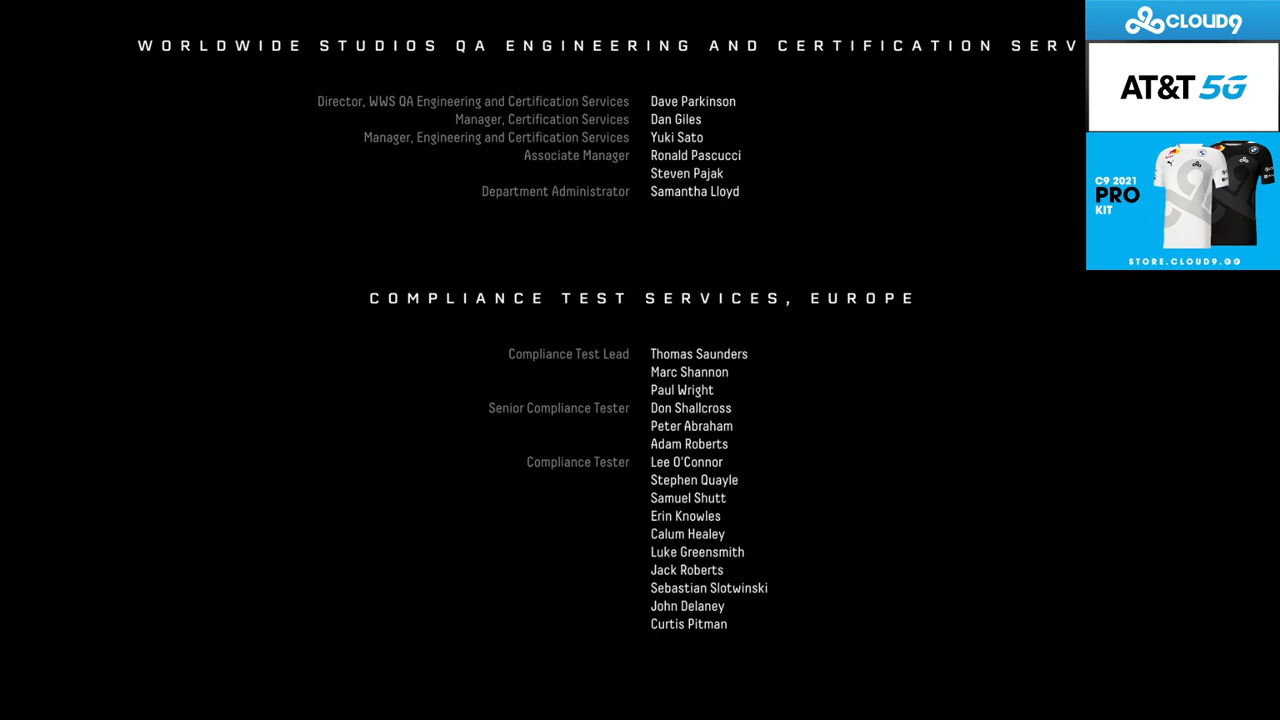 WORLDWIDE STUDIOS QA ENGINEERING AND CERTIFICATION SERV
Director, WWS QA Engineering and Certification Services Dave Parkinson
Manager, Certification Services Dan Giles
Manager, Engineering and Certification Services Yuki Sato
Associate Manager Ronald Pascucci
Steven Pajak
Department Administrator Samantha Lloyd
COMPLIANCE TEST SERVICES, EUROPE
Compliance Test Lead Thomas Saunders
Marc Shannon
Paul Wright
Senior Compliance Tester Don Shallcross
Peter Abraham
Adam Roberts
Compliance Tester Lee O'Connor
Stephen Quayle
Samuel Shutt
Erin Knowles
Calum Healey
Luke Greensmith
Jack Roberts
Sebastian Slotwinski
John Delaney
Curtis Pitman
CLOUD9
AT&T 5G
C9 2021
PRO
KIT
STORE.CLOUD9.GG